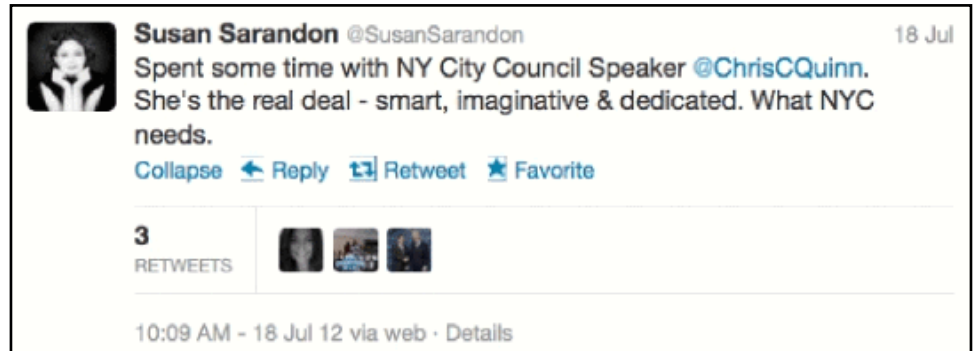 Susan Sarandon @SusanSarandon 18 Jul
Spent some time with NY City Council Speaker @ChrisCQuinn.
She's the real deal - smart, imaginative & dedicated. What NYC
needs.
Collapse Reply Retweet Favorite
3
RETWEETS
10:09 AM - 18 Jul 12 via web · Details